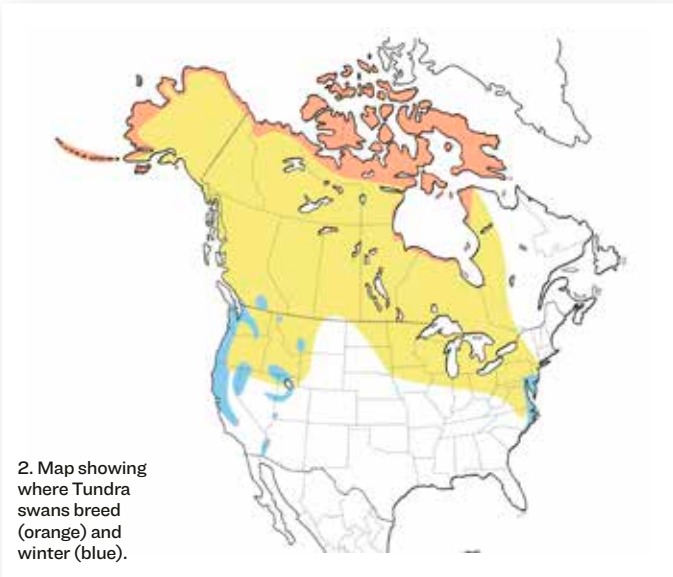 2. Map showing
where Tundra
swans breed
(orange) and
winter (blue).